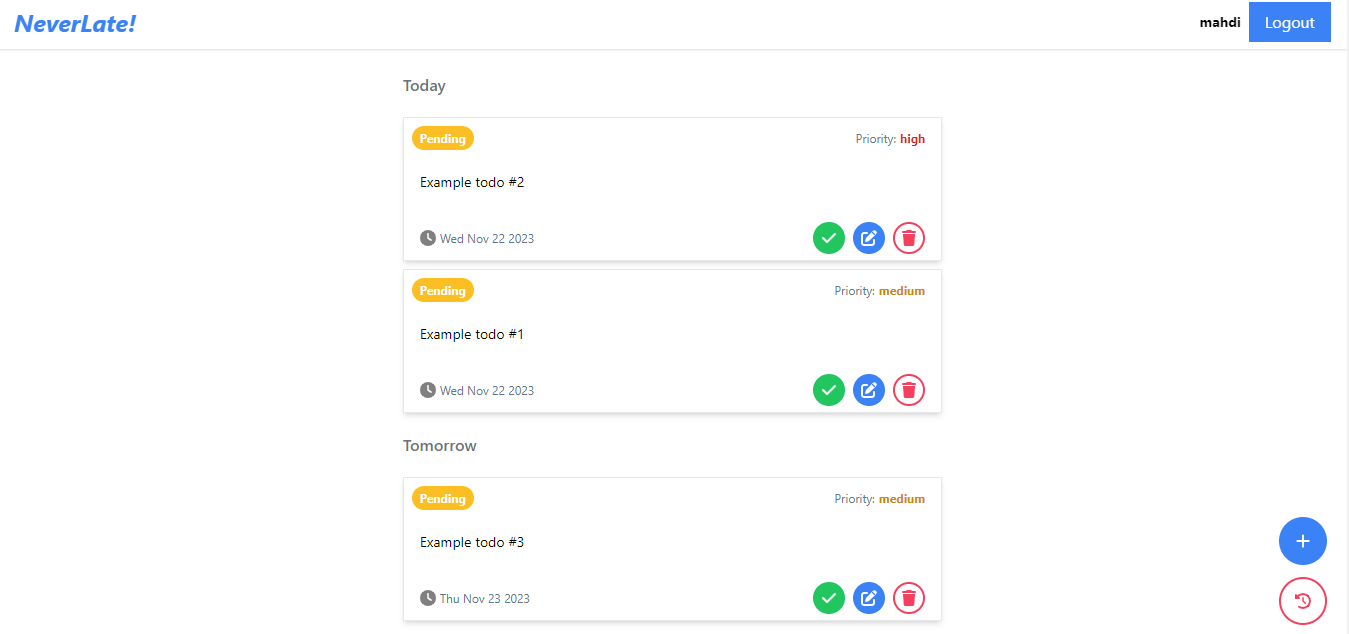 NeverLate!
mahdi Logout
Today
Pending Priority: high
Example todo #2
Wed Nov 22 2023
Pending Priority: medium
Example todo #1
Wed Nov 22 2023
Tomorrow
Pending Priority: medium
Example todo #3
Thu Nov 23 2023